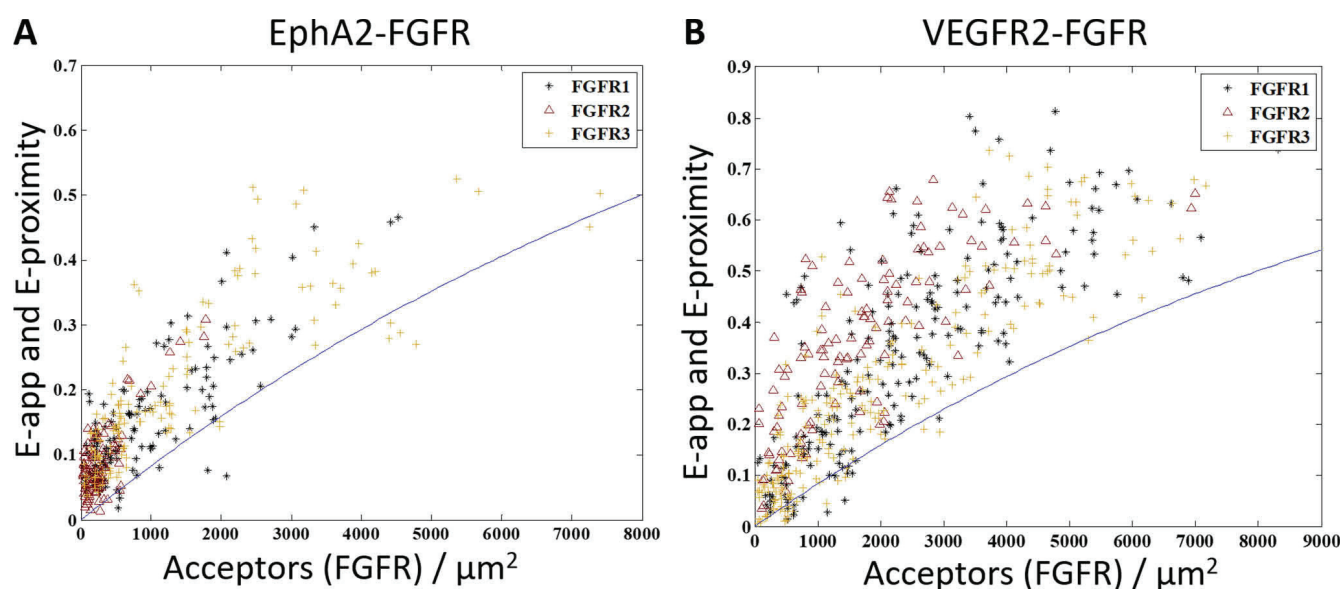 A
EphA2-FGFR
E-app and E-proximity
0.7
0.6
0.5
0.4
0.3
0.2
0.1
0
FGFR1
FGFR2
FGFR3
0 1000 2000 3000 4000 5000 6000 7000 8000
Acceptors (FGFR) / μm²
B
VEGFR2-FGFR
E-app and E-proximity
0.9
0.8
0.7
0.6
0.5
0.4
0.3
0.2
0.1
0
FGFR1
FGFR2
FGFR3
0 1000 2000 3000 4000 5000 6000 7000 8000 9000
Acceptors (FGFR) / μm²